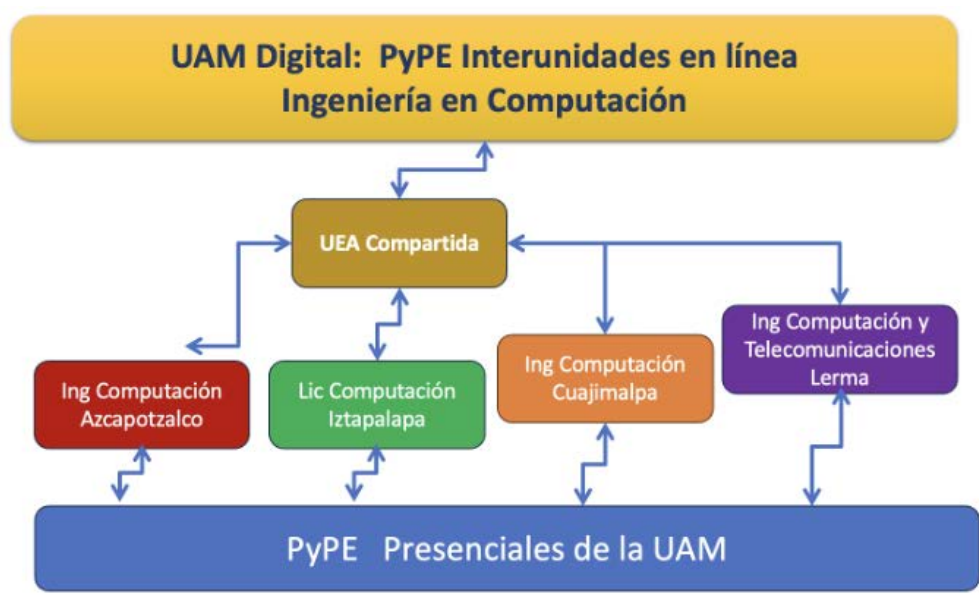 UAM Digital: PyPE Interunidades en línea
Ingeniería en Computación
UEA Compartida
Ing Computación
Azcapotzalco
Lic Computación
Iztapalapa
Ing Computación
Cuajimalpa
Ing Computación y
Telecomunicaciones
Lerma
PyPE Presenciales de la UAM